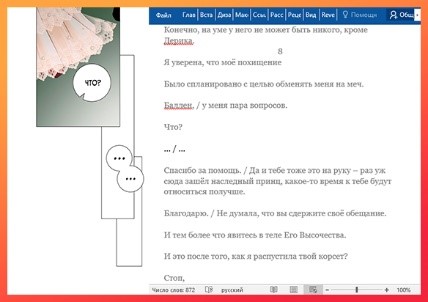 Файл
Глав
Вста
Диза
Маю
Ссы.
Расс
Реце
Вид
Reve
Помощн
Общ.
Конечно, на уме у него не может быть никого, кроме
Дерика.
8
Я уверена, что моё похищение
Было спланировано с целью обменять меня на меч.
ЧТО?
Баллен, / у меня пара вопросов.
Что?
... / ...
...
...
Спасибо за помощь. / Да и тебе тоже это на руку – раз уж
сюда зашёл наследный принц, какое-то время к тебе будут
относиться получше.
Благодарю. / Не думала, что вы сдержите своё обещание.
И тем более что явитесь в теле Его Высочества.
И это после того, как я распустила твой корсет?
Стоп,
Число слов: 872
русский
100%